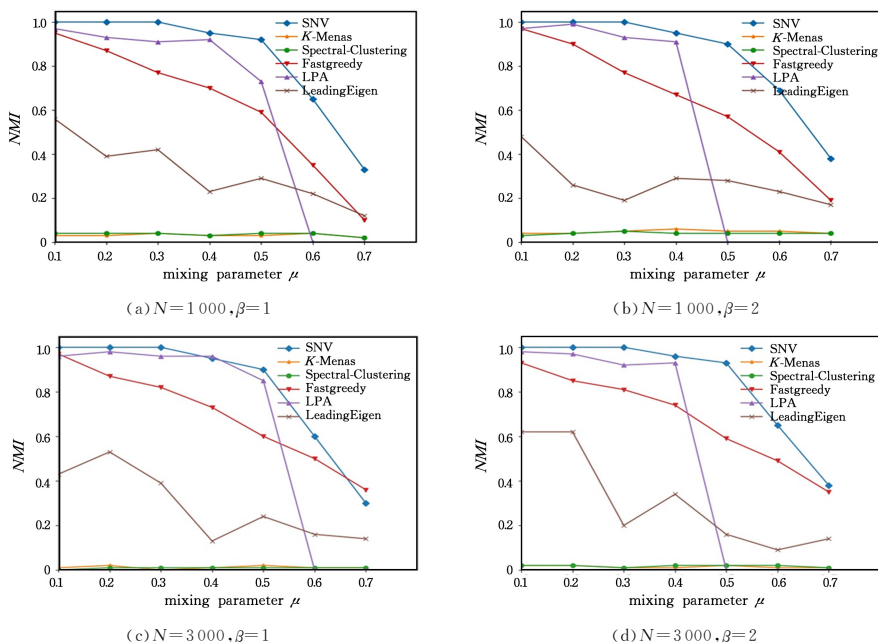 1.0
0.8
0.6
0.4
0.2
0
NMI
SNV
K-Menas
Spectral-Clustering
Fastgreedy
LPA
LeadingEigen
0.1 0.2 0.3 0.4 0.5 0.6 0.7
mixing parameter μ
(a) N=1 000, β=1
1.0
0.8
0.6
0.4
0.2
0
NMI
SNV
K-Menas
Spectral-Clustering
Fastgreedy
LPA
LeadingEigen
0.1 0.2 0.3 0.4 0.5 0.6 0.7
mixing parameter μ
(b) N=1 000, β=2
1.0
0.8
0.6
0.4
0.2
0
NMI
SNV
K-Menas
Spectral-Clustering
Fastgreedy
LPA
LeadingEigen
0.1 0.2 0.3 0.4 0.5 0.6 0.7
mixing parameter μ
(c) N=3 000, β=1
1.0
0.8
0.6
0.4
0.2
0
NMI
SNV
K-Menas
Spectral-Clustering
Fastgreedy
LPA
LeadingEigen
0.1 0.2 0.3 0.4 0.5 0.6 0.7
mixing parameter μ
(d) N=3 000, β=2